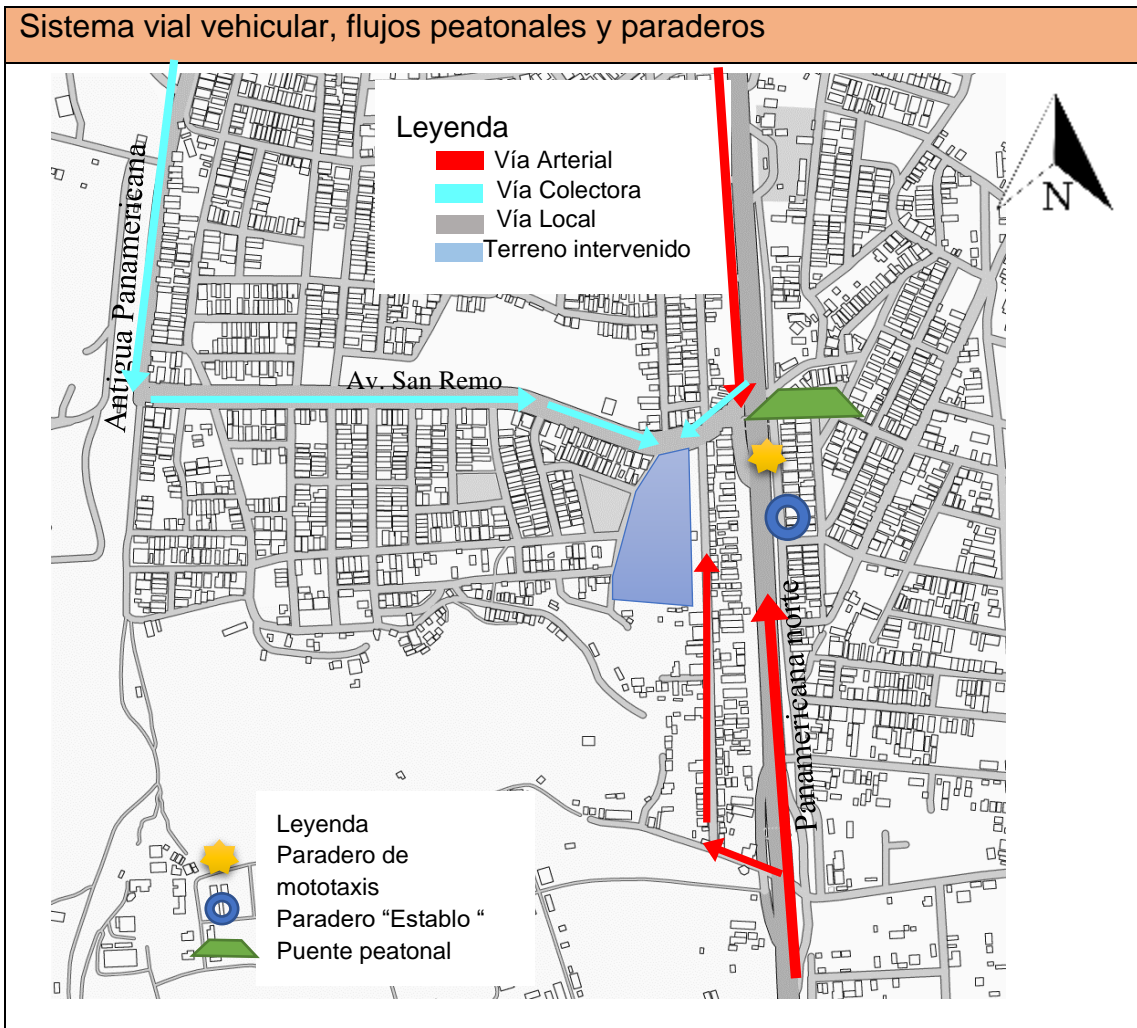 Sistema vial vehicular, flujos peatonales y paraderos
Leyenda
Vía Arterial
Vía Colectora
Vía Local
Terreno intervenido
N
Antigua Panamericana
Av. San Remo
Panamericana norte
Leyenda
Paradero de
mototaxis
Paradero “Establo “
Puente peatonal